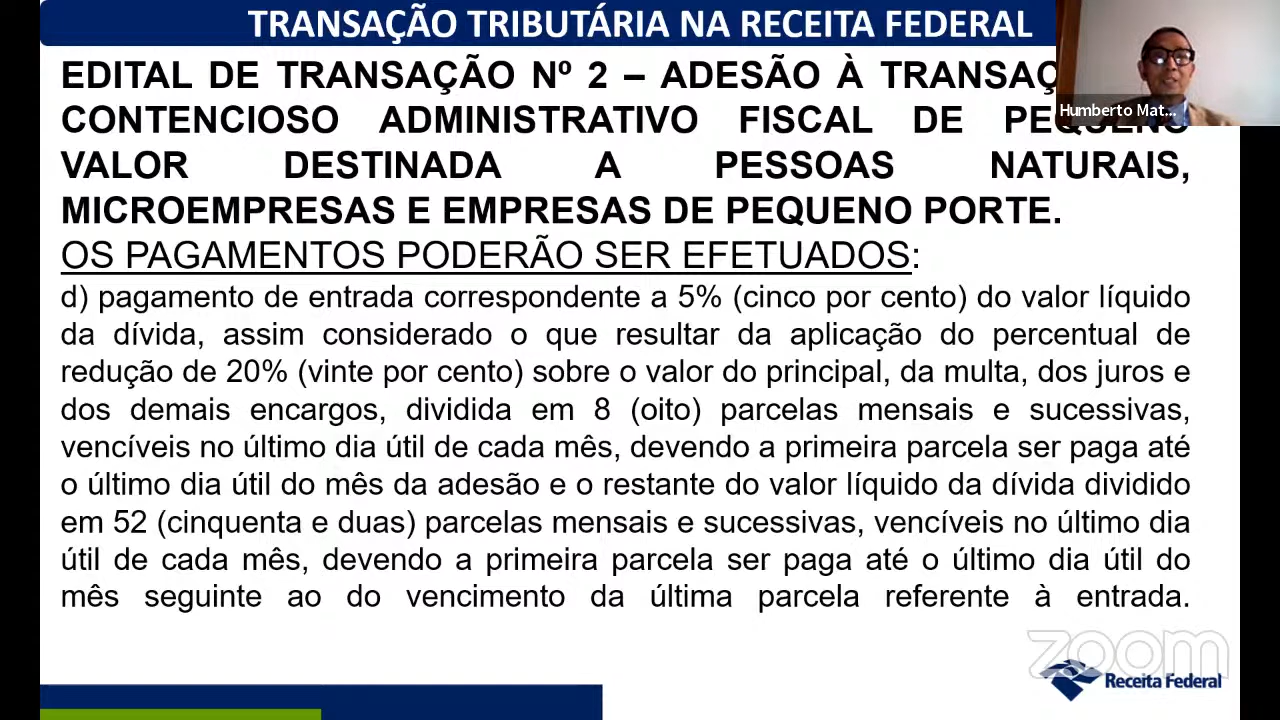 TRANSAÇÃO TRIBUTÁRIA NA RECEITA FEDERAL
EDITAL DE TRANSAÇÃO Nº 2 – ADESÃO À TRANSAÇ
Humberto Mat...
CONTENCIOSO ADMINISTRATIVO FISCAL DE PEQUENO
VALOR DESTINADA A PESSOAS NATURAIS,
MICROEMPRESAS E EMPRESAS DE PEQUENO PORTE.
OS PAGAMENTOS PODERÃO SER EFETUADOS:
d) pagamento de entrada correspondente a 5% (cinco por cento) do valor líquido
da dívida, assim considerado o que resultar da aplicação do percentual de
redução de 20% (vinte por cento) sobre o valor do principal, da multa, dos juros e
dos demais encargos, dividida em 8 (oito) parcelas mensais e sucessivas,
vencíveis no último dia útil de cada mês, devendo a primeira parcela ser paga até
o último dia útil do mês da adesão e o restante do valor líquido da dívida dividido
em 52 (cinquenta e duas) parcelas mensais e sucessivas, vencíveis no último dia
útil de cada mês, devendo a primeira parcela ser paga até o último dia útil do
mês seguinte ao do vencimento da última parcela referente à entrada.
zoom
Receita Federal